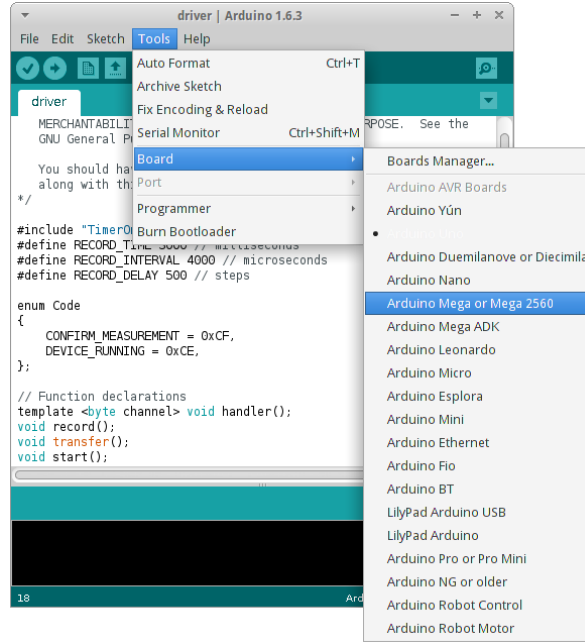 driver | Arduino 1.6.3
File Edit Sketch Tools Help
Auto Format Ctrl+T
Archive Sketch
Fix Encoding & Reload
Serial Monitor Ctrl+Shift+M
Board
Port
Programmer
Burn Bootloader
driver
MERCHANTABILI RPOSE. See the
GNU General P
You should ha
along with th
*/
#include "TimerO
#define RECORD_TIME 5000 // milliseconds
#define RECORD_INTERVAL 4000 // microseconds
#define RECORD_DELAY 500 // steps
enum Code
{
CONFIRM_MEASUREMENT = 0xCF,
DEVICE_RUNNING = 0xCE,
};
// Function declarations
template <byte channel> void handler();
void record();
void transfer();
void start();
18
Ard
Boards Manager...
Arduino AVR Boards
Arduino Yún
Arduino Duemilanove or Diecimila
Arduino Nano
Arduino Mega or Mega 2560
Arduino Mega ADK
Arduino Leonardo
Arduino Micro
Arduino Esplora
Arduino Mini
Arduino Ethernet
Arduino Fio
Arduino BT
LilyPad Arduino USB
LilyPad Arduino
Arduino Pro or Pro Mini
Arduino NG or older
Arduino Robot Control
Arduino Robot Motor